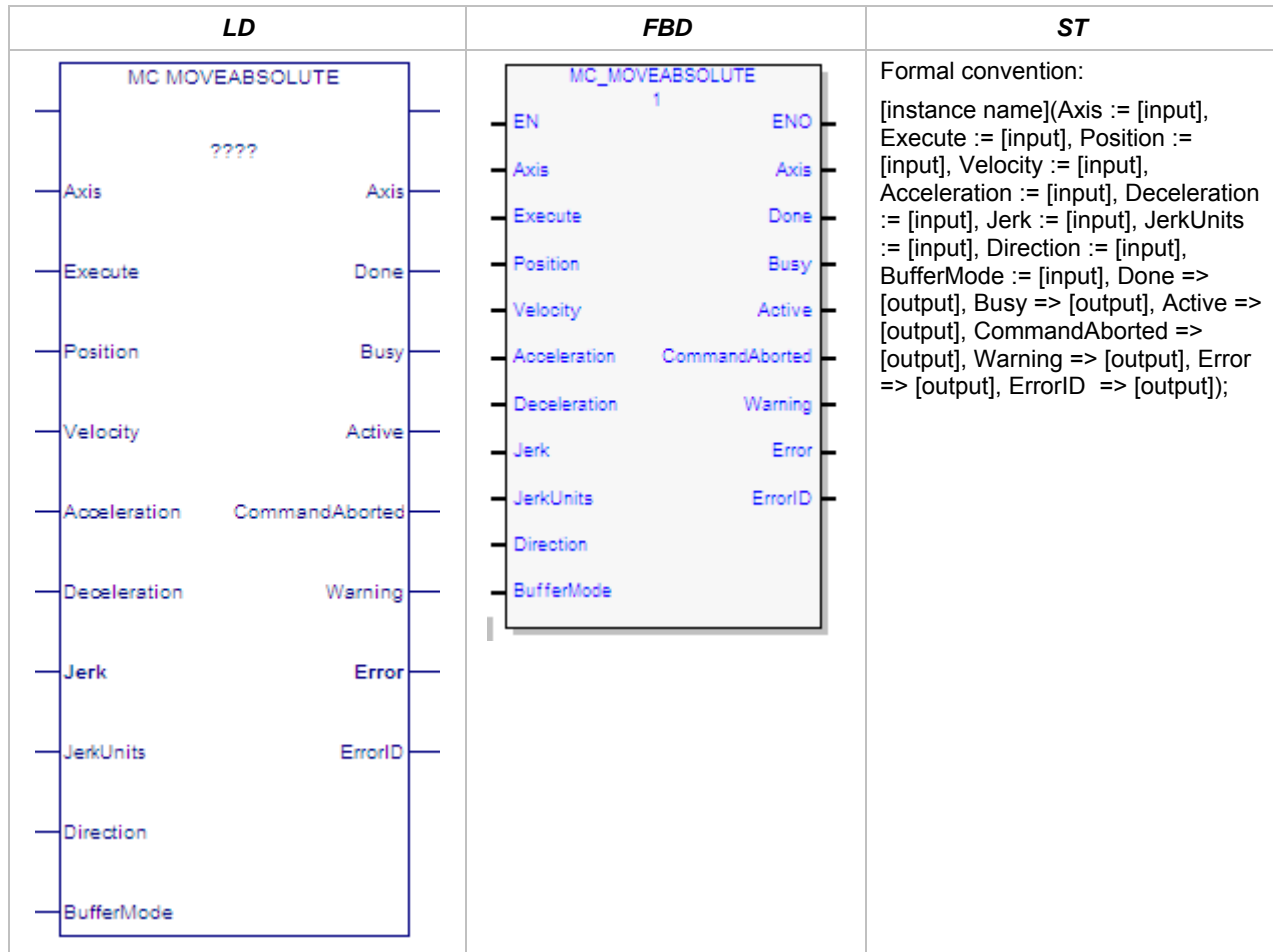 LD
FBD
ST
MC MOVEABSOLUTE
????
Axis Axis
Execute Done
Position Busy
Velocity Active
Acceleration CommandAborted
Deceleration Warning
Jerk Error
JerkUnits ErrorID
Direction
BufferMode
MC_MOVEABSOLUTE
1
EN ENO
Axis Axis
Execute Done
Position Busy
Velocity Active
Acceleration CommandAborted
Deceleration Warning
Jerk Error
JerkUnits ErrorID
Direction
BufferMode
Formal convention:
[instance name](Axis := [input],
Execute := [input], Position :=
[input], Velocity := [input],
Acceleration := [input], Deceleration
:= [input], Jerk := [input], JerkUnits
:= [input], Direction := [input],
BufferMode := [input], Done =>
[output], Busy => [output], Active =>
[output], CommandAborted =>
[output], Warning => [output], Error
=> [output], ErrorID => [output]);